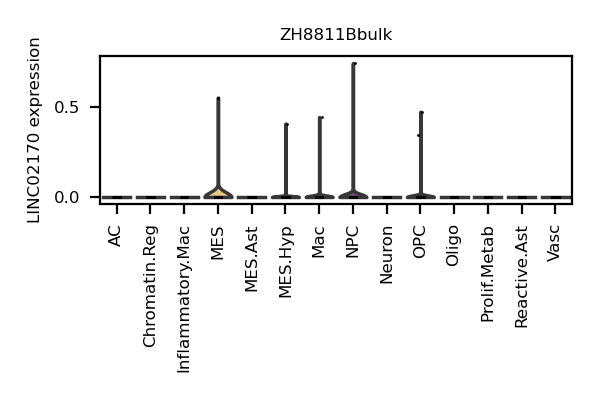 ZH8811Bbulk
LINC02170 expression
0.5
0.0
AC
Chromatin.Reg
Inflammatory.Mac
MES
MES.Ast
MES.Hyp
Mac
NPC
Neuron
OPC
Oligo
Prolif.Metab
Reactive.Ast
Vasc